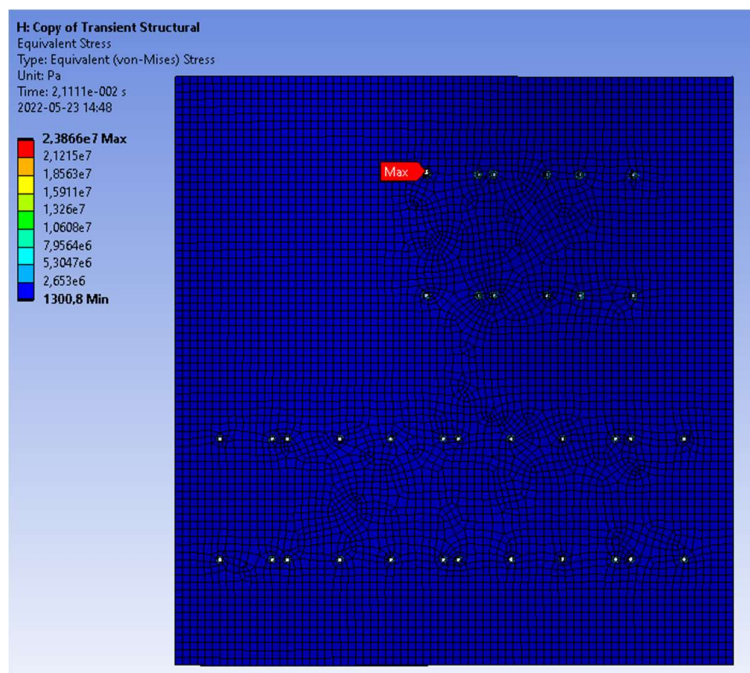 H: Copy of Transient Structural
Equivalent Stress
Type: Equivalent (von-Mises) Stress
Unit: Pa
Time: 2,1111e-002 s
2022-05-23 14:48
2,3866e7 Max
2,1215e7
1,8563e7
1,5911e7
1,326e7
1,0608e7
7,9564e6
5,3047e6
2,653e6
1300,8 Min
Max